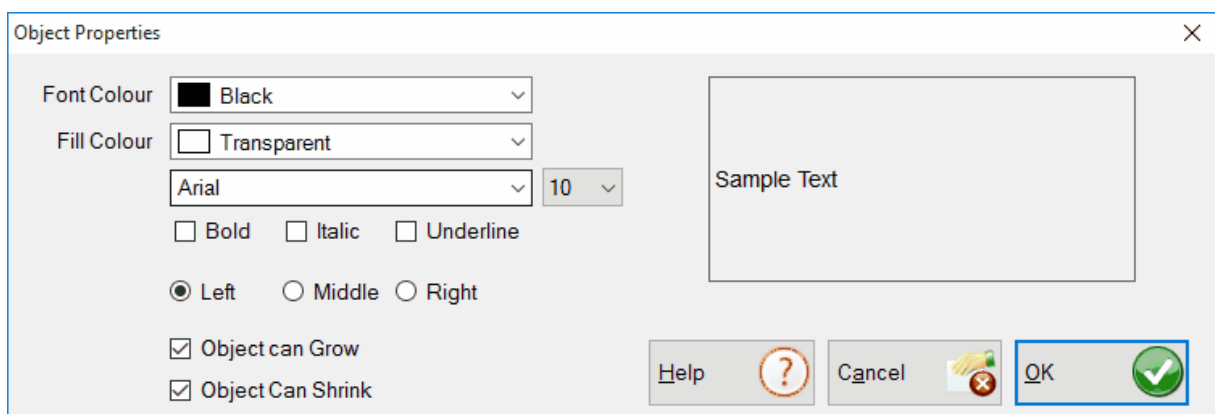 Object Properties
Font Colour Black
Fill Colour Transparent
Arial 10
Sample Text
Bold Italic Underline
Left Middle Right
Object can Grow
Object Can Shrink
Help Cancel OK